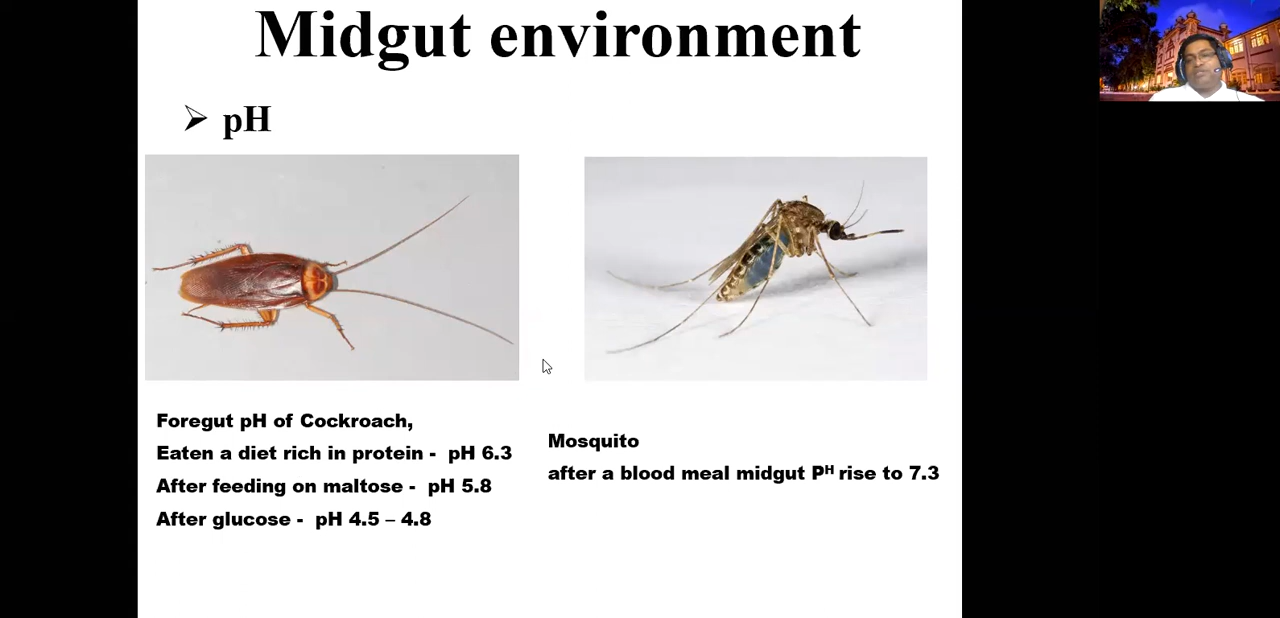 Midgut environment
➢ pH
Foregut pH of Cockroach,
Eaten a diet rich in protein - pH 6.3
After feeding on maltose - pH 5.8
After glucose - pH 4.5 – 4.8
Mosquito
after a blood meal midgut Pᴴ rise to 7.3